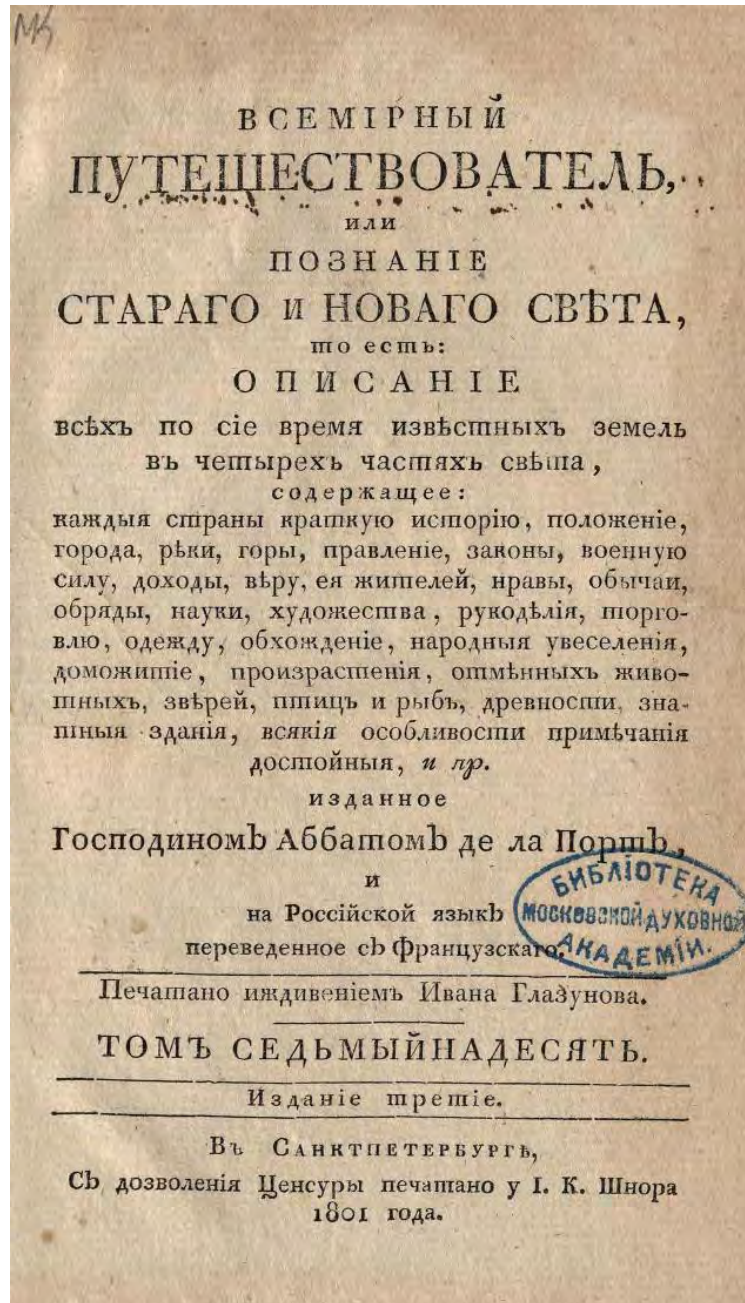 МЪ
ВСЕМІРНЫЙ
ПУТЕШЕСТВОВАТЕЛЬ,
или
ПОЗНАНІЕ
СТАРАГО и НОВАГО СВѢТА,
то есть:
ОПИСАНІЕ
всѣхъ по сіе время извѣстныхъ земель
въ четырехъ частяхъ свѣта,
содержащее:
каждыя страны краткую исторію, положеніе,
города, рѣки, горы, правленіе, законы, военную
силу, доходы, вѣру, ея жителей, нравы, обычаи,
обряды, науки, художества, рукодѣлія, торго-
влю, одежду, обхожденіе, народныя увеселенія,
доможитіе, произрастенія, отмѣнныхъ живо-
тныхъ, звѣрей, птицъ и рыбъ, древности, зна-
тныя зданія, всякія особливости примѣчанія
достойныя, и пр.
изданное
Господиномъ Аббатомъ де ла Портъ,
и
на Россійской языкъ
переведенное съ Французскаго.
БИБЛІОТЕКА
МОСКОВСКОЙ ДУХОВНОЙ
АКАДЕМІИ.
Печатано иждивеніемъ Ивана Глазунова.
ТОМЪ СЕДЬМЫЙНАДЕСЯТЬ.
Изданіе третіе.
Въ Санктпетербургѣ,
Съ дозволенія Ценсуры печатано у І. К. Шнора
1801 года.